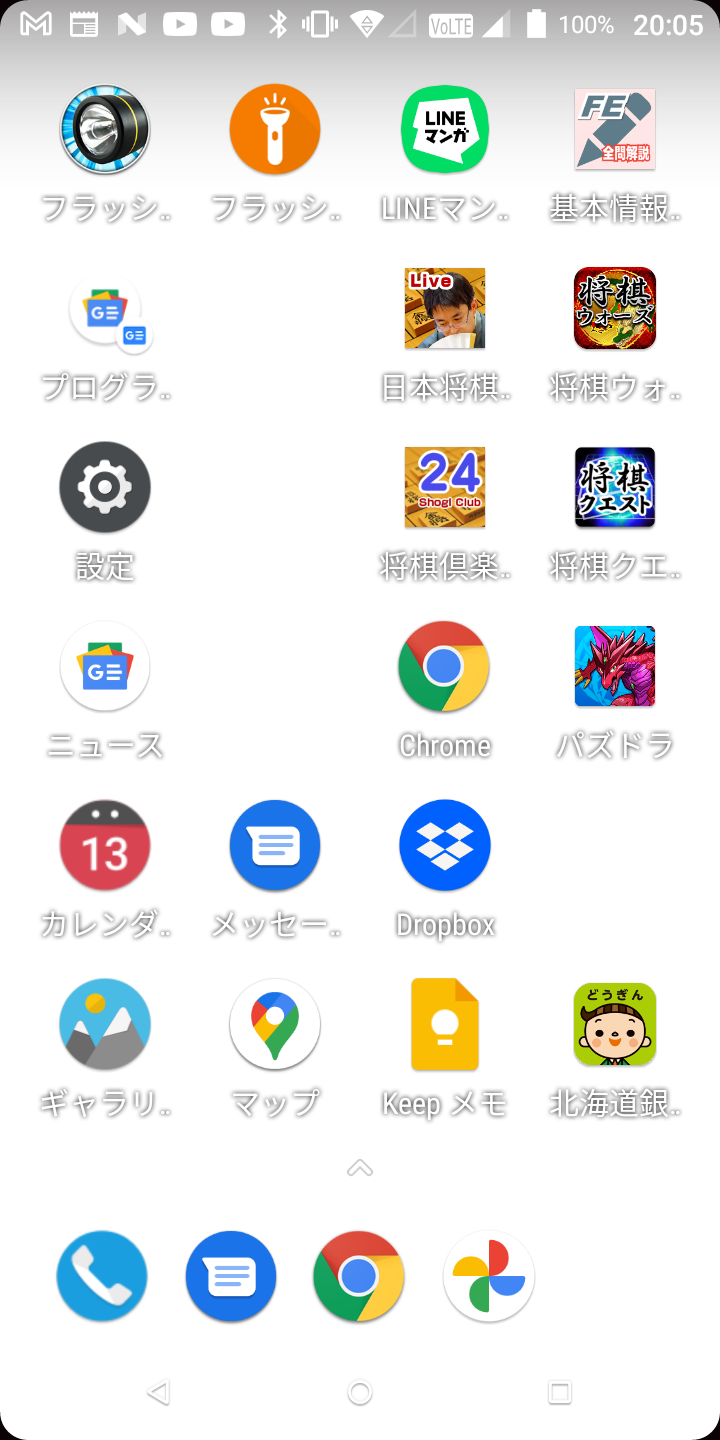 VoLTE 100% 20:05
LINE
マンガ
FE
全問解説
フラッシ..
フラッシ..
LINEマン..
基本情報..
GE
GE
Live
将棋
ウォーズ
プログラ..
日本将棋..
将棋ウォ..
24
Shogi Club
将棋
クエスト
設定
将棋倶楽..
将棋クエ..
GE
ニュース
Chrome
パズドラ
13
カレンダ..
メッセー..
Dropbox
どうぎん
ギャラリ..
マップ
Keep メモ
北海道銀..